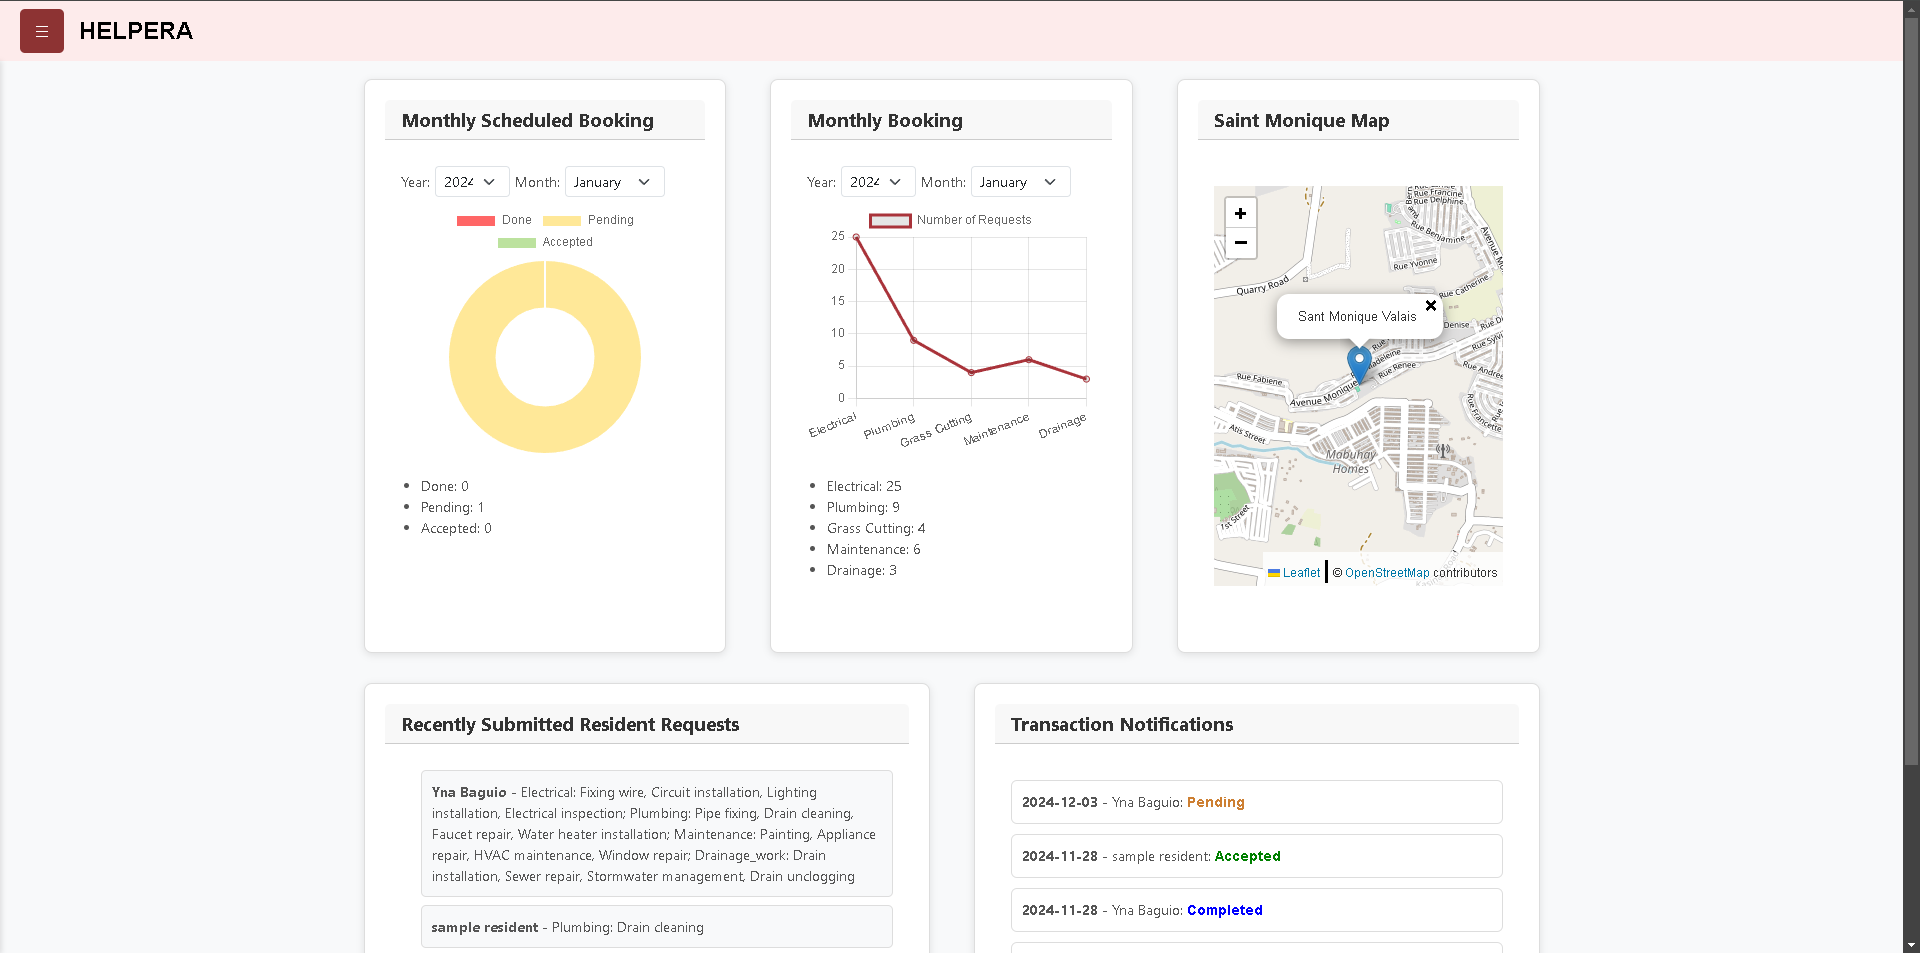 ☰ HELPERA
Monthly Scheduled Booking
Year: 2024 Month: January
Done Pending
Accepted
Done: 0
Pending: 1
Accepted: 0
Monthly Booking
Year: 2024 Month: January
Number of Requests
25
20
15
10
5
0
Electrical Plumbing Grass Cutting Maintenance Drainage
Electrical: 25
Plumbing: 9
Grass Cutting: 4
Maintenance: 6
Drainage: 3
Saint Monique Map
+
−
Rue Francine
Rue Delphine
Rue Benjamine
Rue Yvonne
Quarry Road
Rue Catherine
×
Sant Monique Valais
Denise
Rue Renee
Rue Fabiene
Rue Andree
Avenue Monique
Rue Francette
Atis Street
Mabuhay
Homes
1st Street
Leaflet | © OpenStreetMap contributors
Recently Submitted Resident Requests
Yna Baguio - Electrical: Fixing wire, Circuit installation, Lighting
installation, Electrical inspection; Plumbing: Pipe fixing, Drain cleaning,
Faucet repair, Water heater installation; Maintenance: Painting, Appliance
repair, HVAC maintenance, Window repair; Drainage_work: Drain
installation, Sewer repair, Stormwater management, Drain unclogging
sample resident - Plumbing: Drain cleaning
Transaction Notifications
2024-12-03 - Yna Baguio: Pending
2024-11-28 - sample resident: Accepted
2024-11-28 - Yna Baguio: Completed